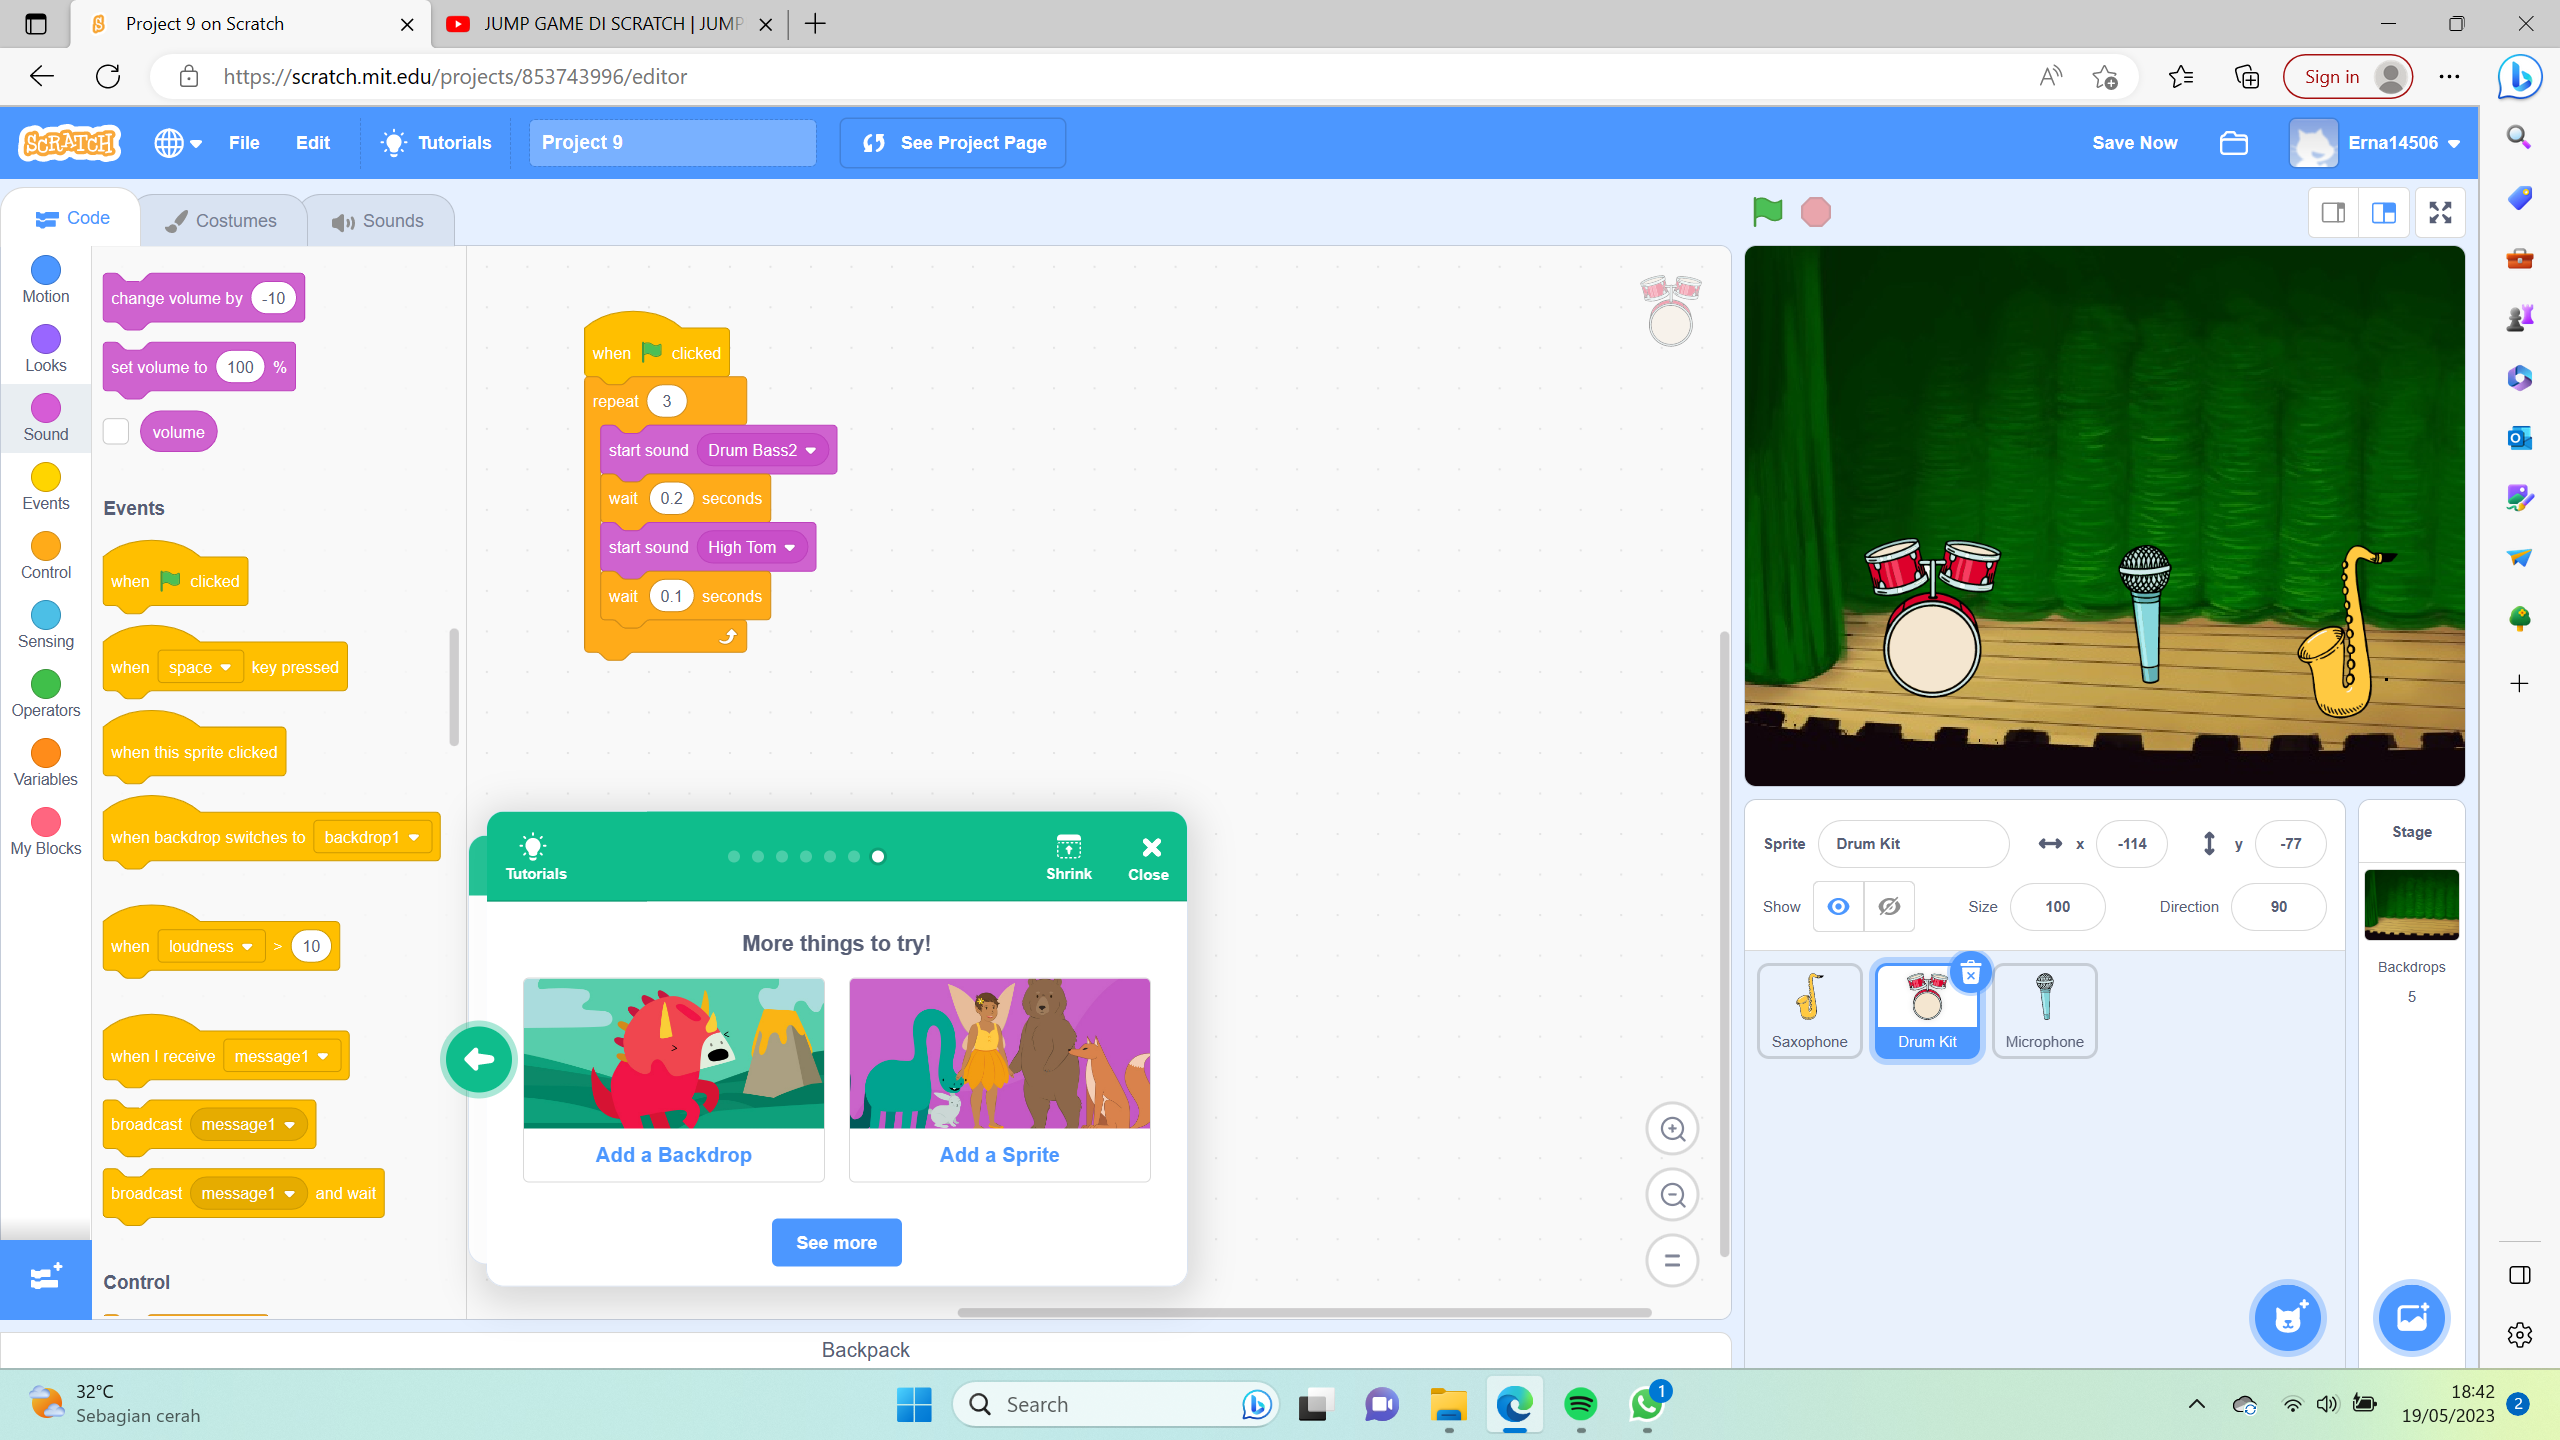 Project 9 on Scratch
JUMP GAME DI SCRATCH | JUMP
https://scratch.mit.edu/projects/853743996/editor
Sign in
SCRATCH
File
Edit
Tutorials
Project 9
See Project Page
Save Now
Erna14506
Code
Costumes
Sounds
Motion
Looks
Sound
Events
Control
Sensing
Operators
Variables
My Blocks
change volume by -10
set volume to 100 %
volume
Events
when clicked
when space key pressed
when this sprite clicked
when backdrop switches to backdrop1
when loudness > 10
when I receive message1
broadcast message1
broadcast message1 and wait
Control
when clicked
repeat 3
start sound Drum Bass2
wait 0.2 seconds
start sound High Tom
wait 0.1 seconds
Tutorials
Shrink
Close
More things to try!
Add a Backdrop
Add a Sprite
See more
Backpack
Sprite Drum Kit x -114 y -77
Show Size 100 Direction 90
Saxophone
Drum Kit
Microphone
Stage
Backdrops
5
32°C
Sebagian cerah
Search
1
18:42
19/05/2023
2